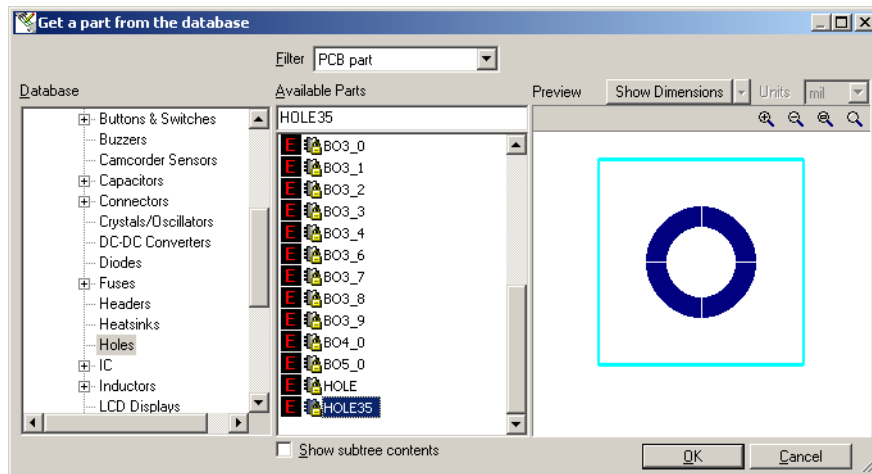 Get a part from the database
Filter PCB part
Database
Available Parts
Preview Show Dimensions Units mil
HOLE35
Buttons & Switches
Buzzers
Camcorder Sensors
Capacitors
Connectors
Crystals/Oscillators
DC-DC Converters
Diodes
Fuses
Headers
Heatsinks
Holes
IC
Inductors
LCD Displays
E BO3_0
E BO3_1
E BO3_2
E BO3_3
E BO3_4
E BO3_6
E BO3_7
E BO3_8
E BO3_9
E BO4_0
E BO5_0
E HOLE
E HOLE35
Show subtree contents
OK Cancel